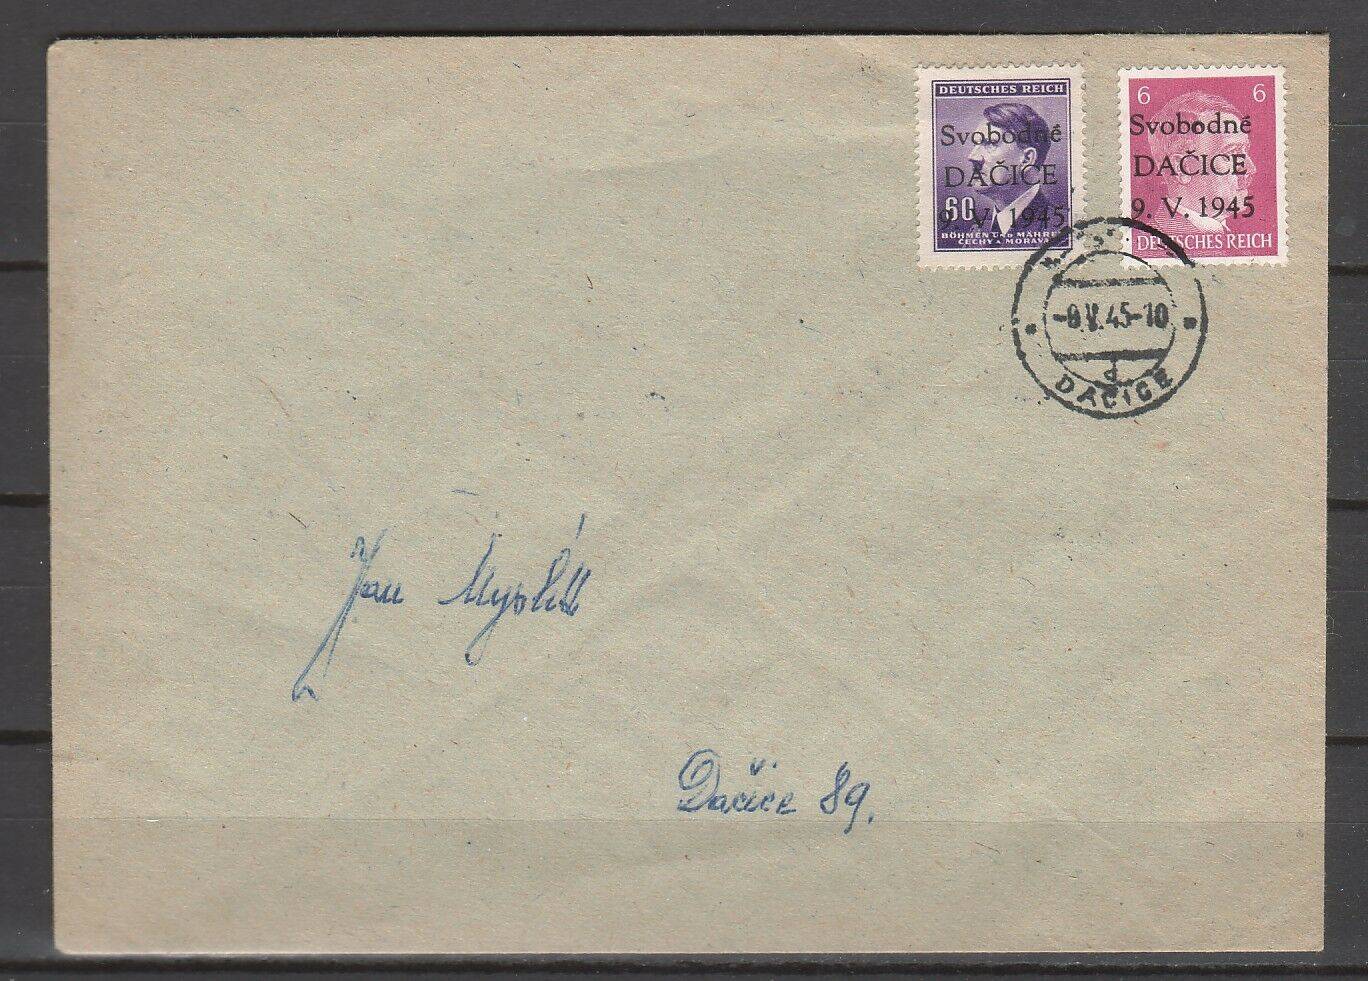 DEUTSCHES REICH
Svobodné
DAČICE
9. V. 1945
60
BÖHMEN UND MÄHREN
ČECHY A MORAVA
6 6
Svobodné
DAČICE
9. V. 1945
DEUTSCHES REICH
-9.V.45-10
d
DAČICE
Jan
Dačice 89.